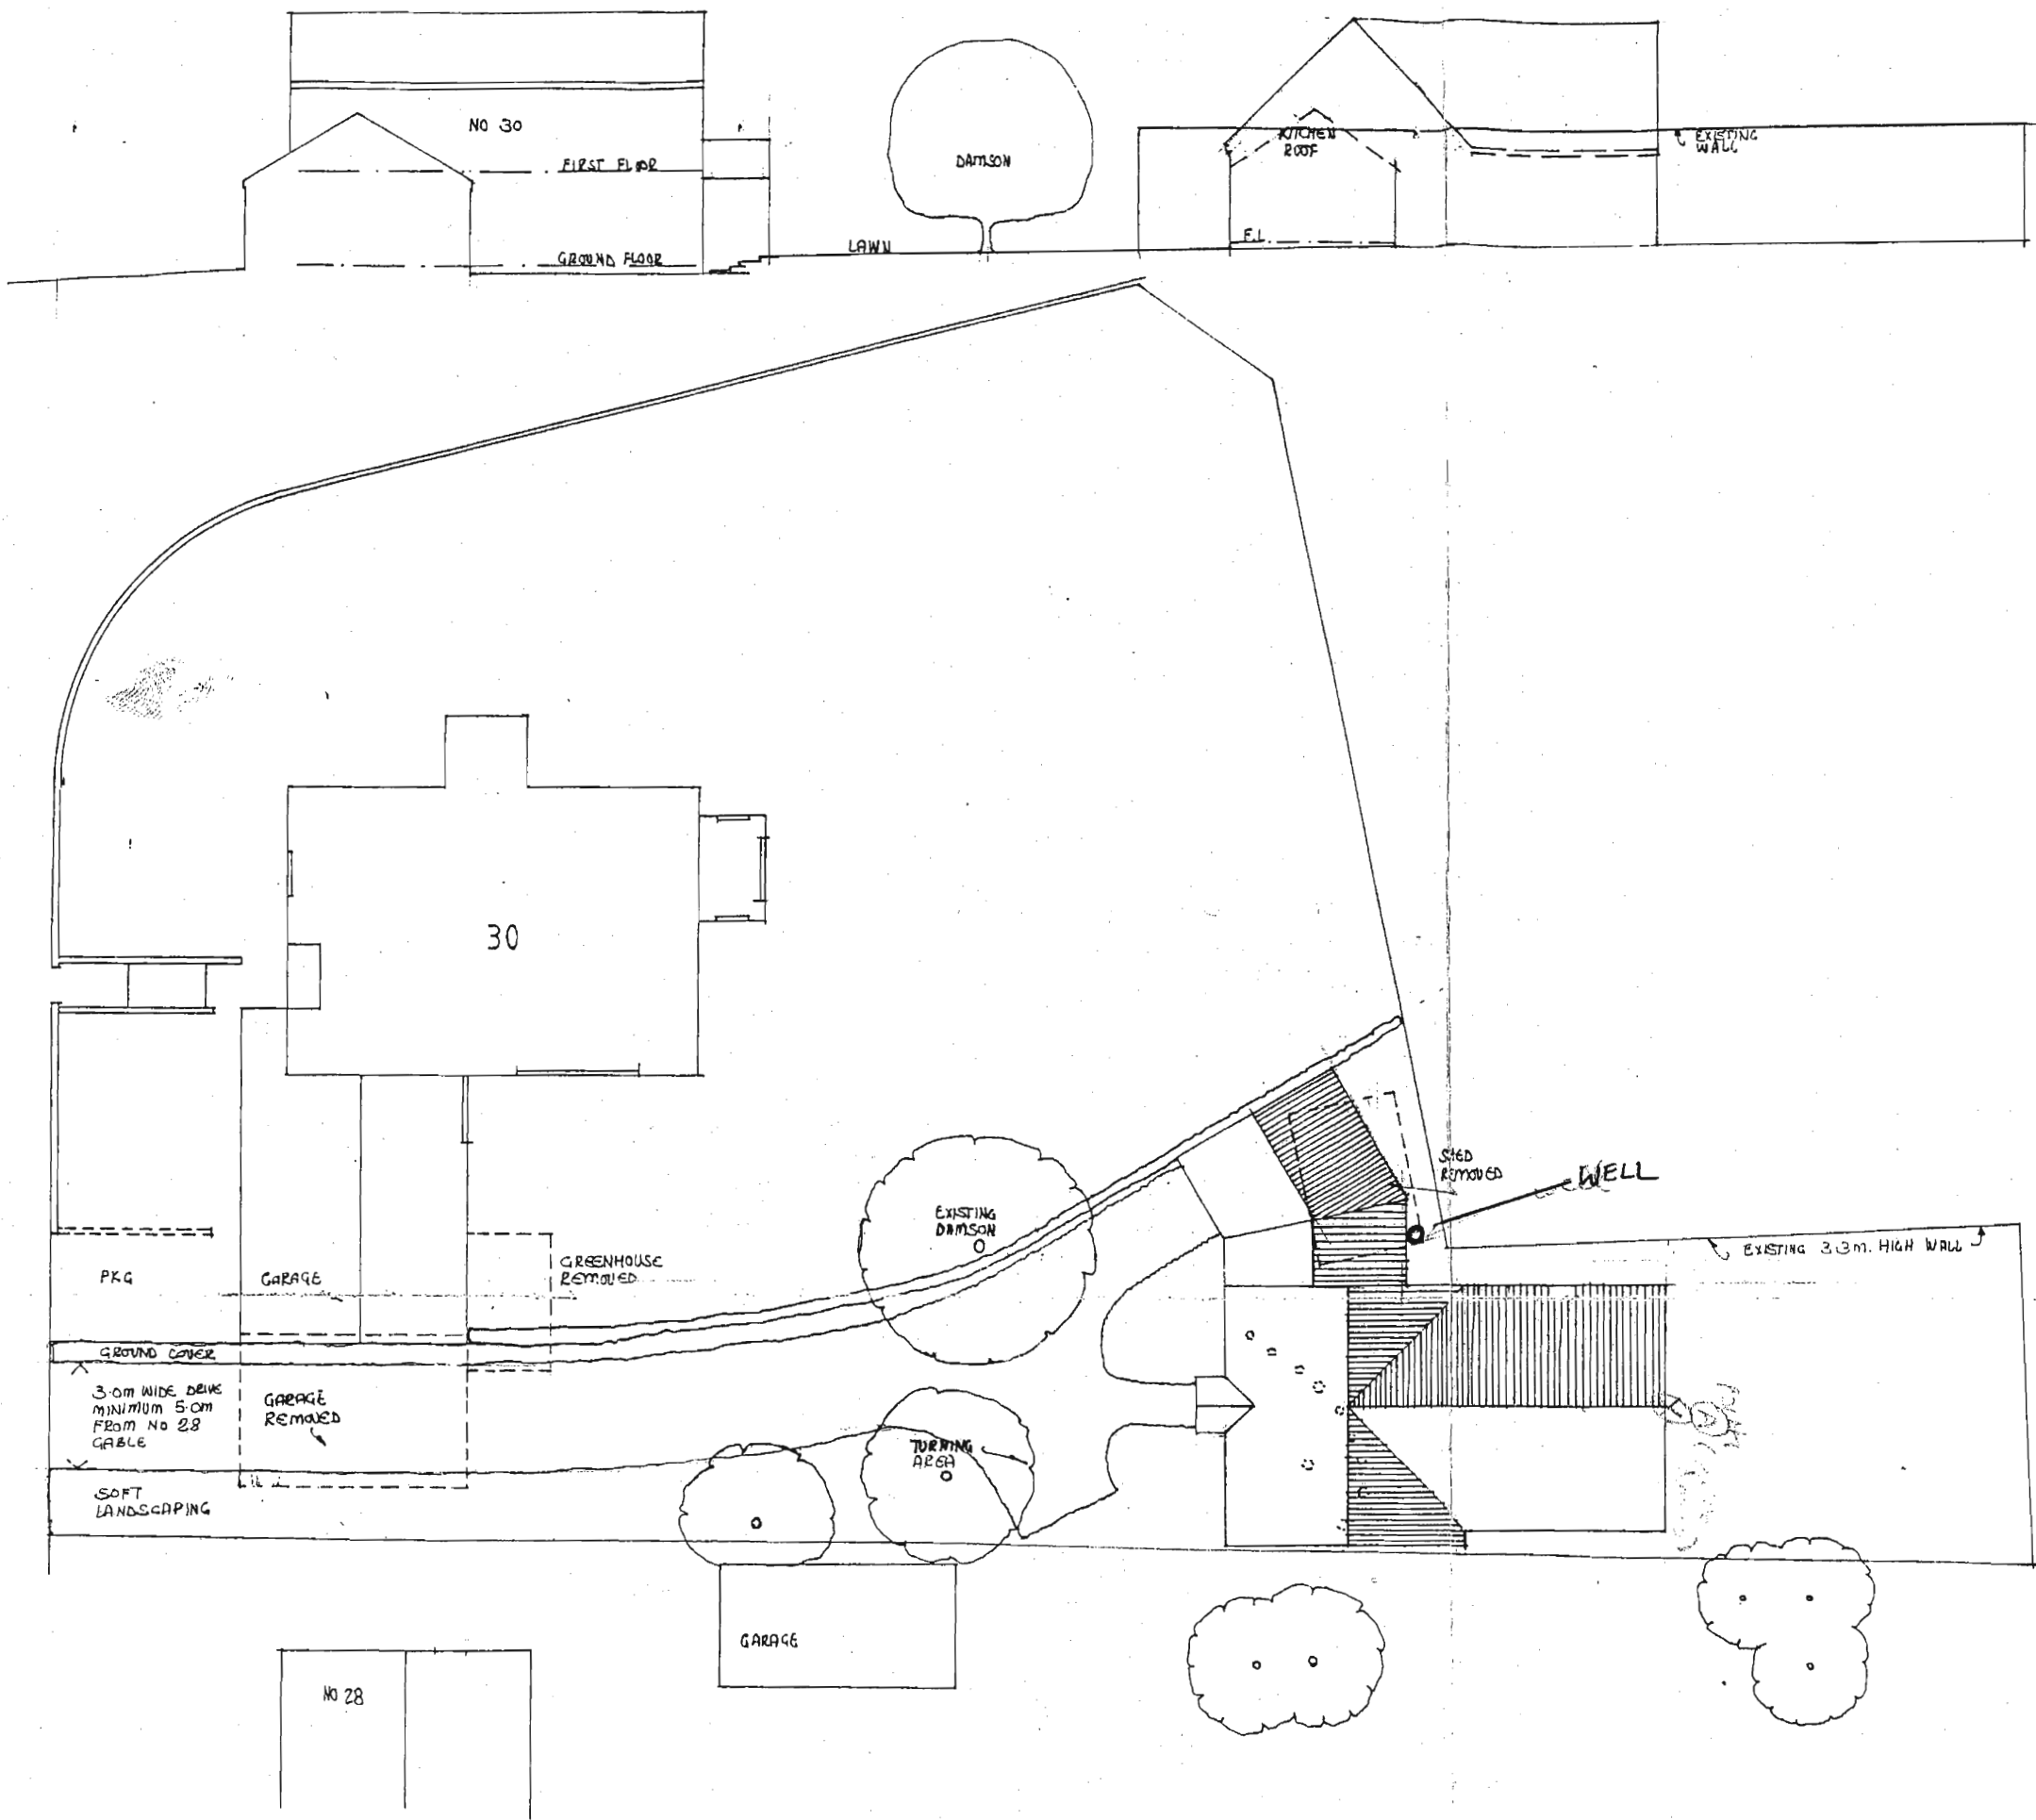 NO 30
FIRST FLOOR
GROUND FLOOR
LAWN
DAMSON
KITCHEN
ROOF
F.L
EXISTING
WALL
30
SHED
REMOVED
WELL
EXISTING 3.3m. HIGH WALL
EXISTING
DAMSON
GREENHOUSE
REMOVED
PKG
GARAGE
GROUND COVER
3.0m WIDE DRIVE
MINIMUM 5.0m
FROM NO 28
GABLE
GARAGE
REMOVED
TURNING
AREA
SOFT
LANDSCAPING
GARAGE
NO 28